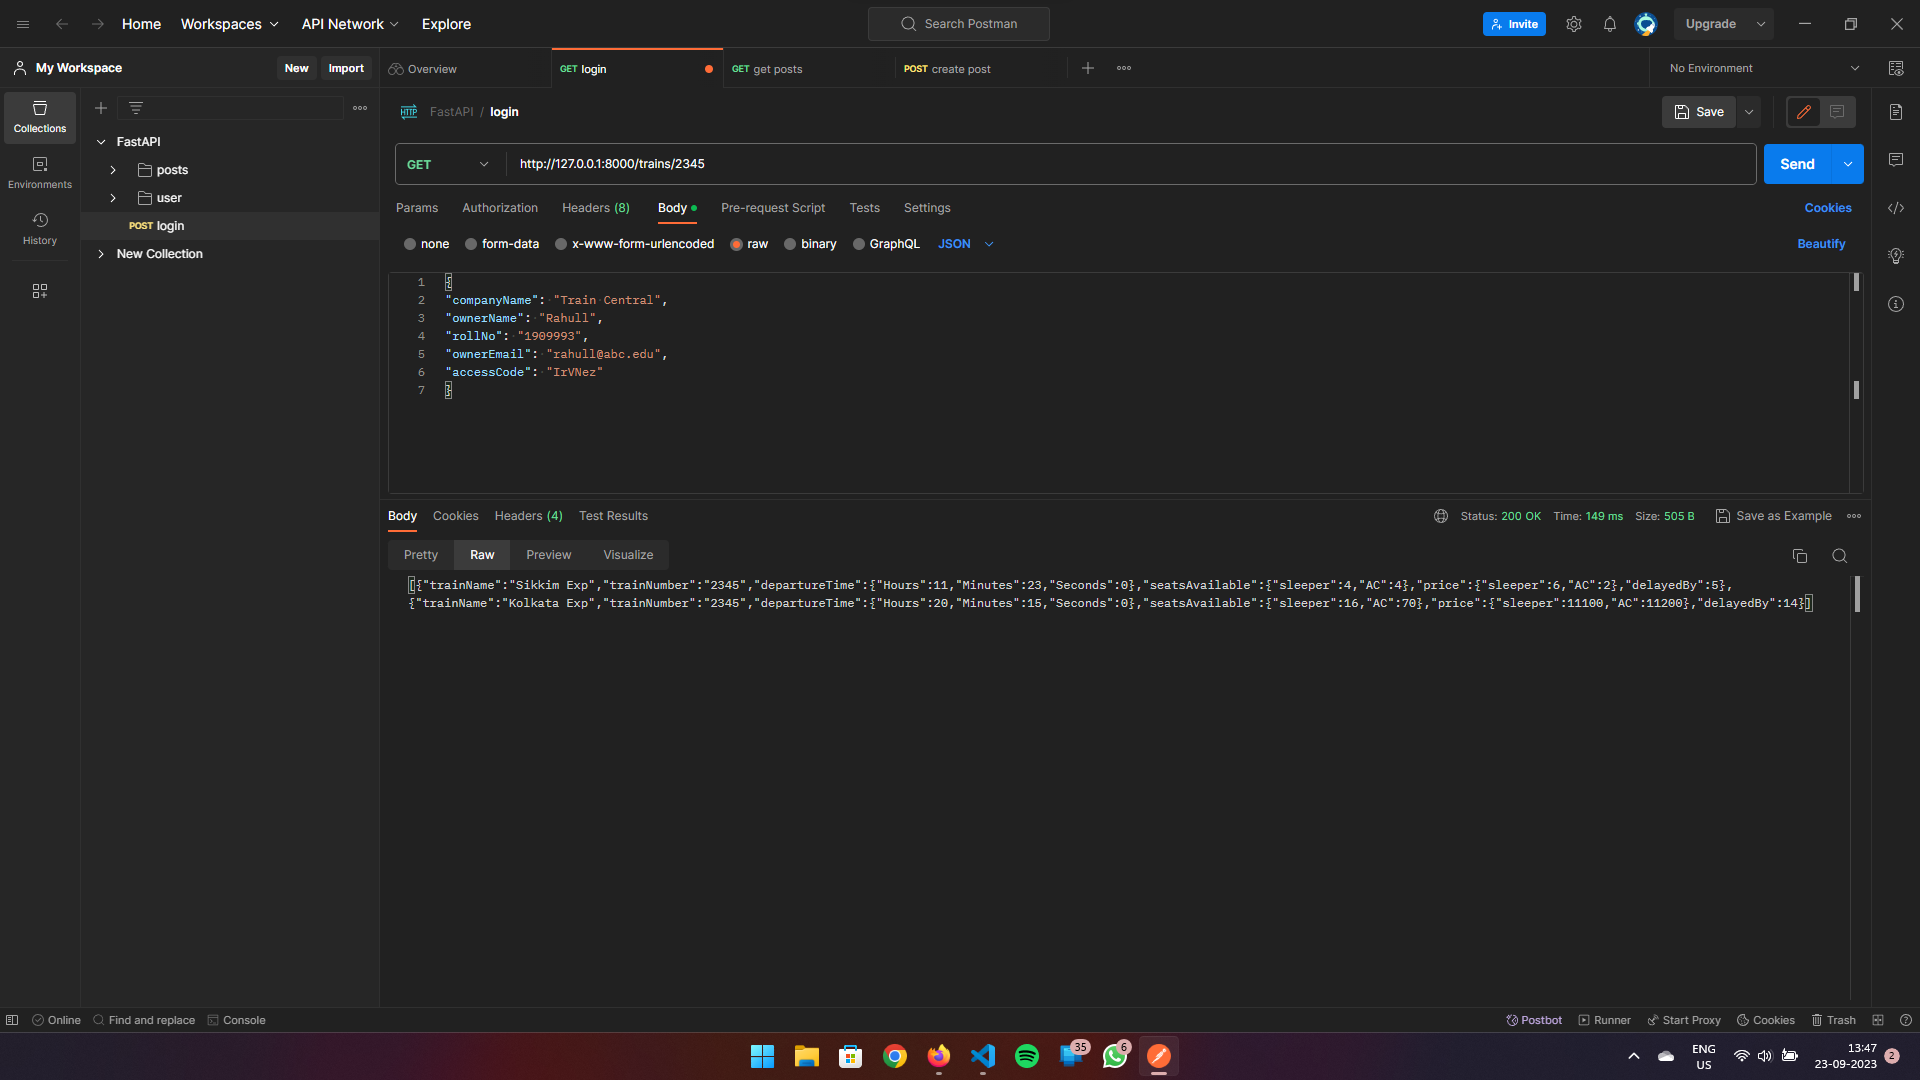 Home Workspaces API Network Explore Search Postman Invite Upgrade
My Workspace New Import Overview GET login GET get posts POST create post No Environment
Collections
Environments
History
FastAPI
posts
user
POST login
New Collection
HTTP FastAPI / login Save
GET http://127.0.0.1:8000/trains/2345 Send
Params Authorization Headers (8) Body Pre-request Script Tests Settings Cookies
none form-data x-www-form-urlencoded raw binary GraphQL JSON Beautify
1 {
2 "companyName": "Train Central",
3 "ownerName": "Rahull",
4 "rollNo": "1909993",
5 "ownerEmail": "rahull@abc.edu",
6 "accessCode": "IrVNez"
7 }
Body Cookies Headers (4) Test Results Status: 200 OK Time: 149 ms Size: 505 B Save as Example
Pretty Raw Preview Visualize
[{"trainName":"Sikkim Exp","trainNumber":"2345","departureTime":{"Hours":11,"Minutes":23,"Seconds":0},"seatsAvailable":{"sleeper":4,"AC":4},"price":{"sleeper":6,"AC":2},"delayedBy":5},
{"trainName":"Kolkata Exp","trainNumber":"2345","departureTime":{"Hours":20,"Minutes":15,"Seconds":0},"seatsAvailable":{"sleeper":16,"AC":70},"price":{"sleeper":11100,"AC":11200},"delayedBy":14}]
Online Find and replace Console Postbot Runner Start Proxy Cookies Trash
35 6 ENG 13:47
US 23-09-2023 2